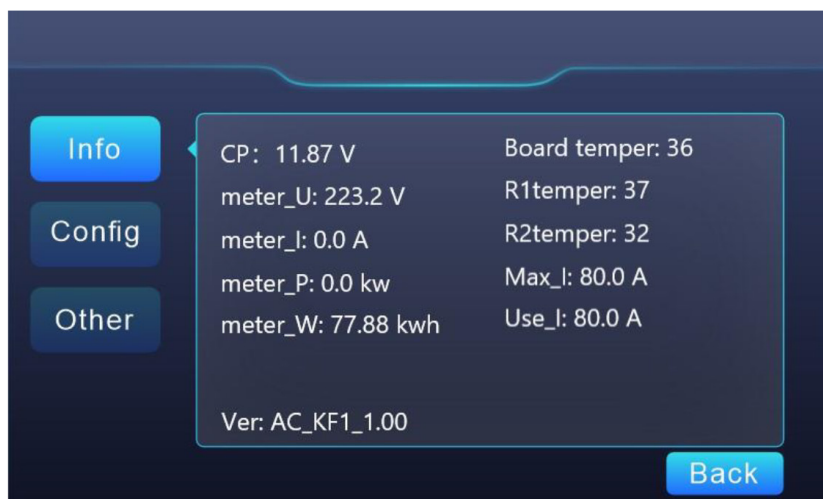 Info
Config
Other
CP: 11.87 V
meter_U: 223.2 V
meter_I: 0.0 A
meter_P: 0.0 kw
meter_W: 77.88 kwh
Ver: AC_KF1_1.00
Board temper: 36
R1temper: 37
R2temper: 32
Max_I: 80.0 A
Use_I: 80.0 A
Back